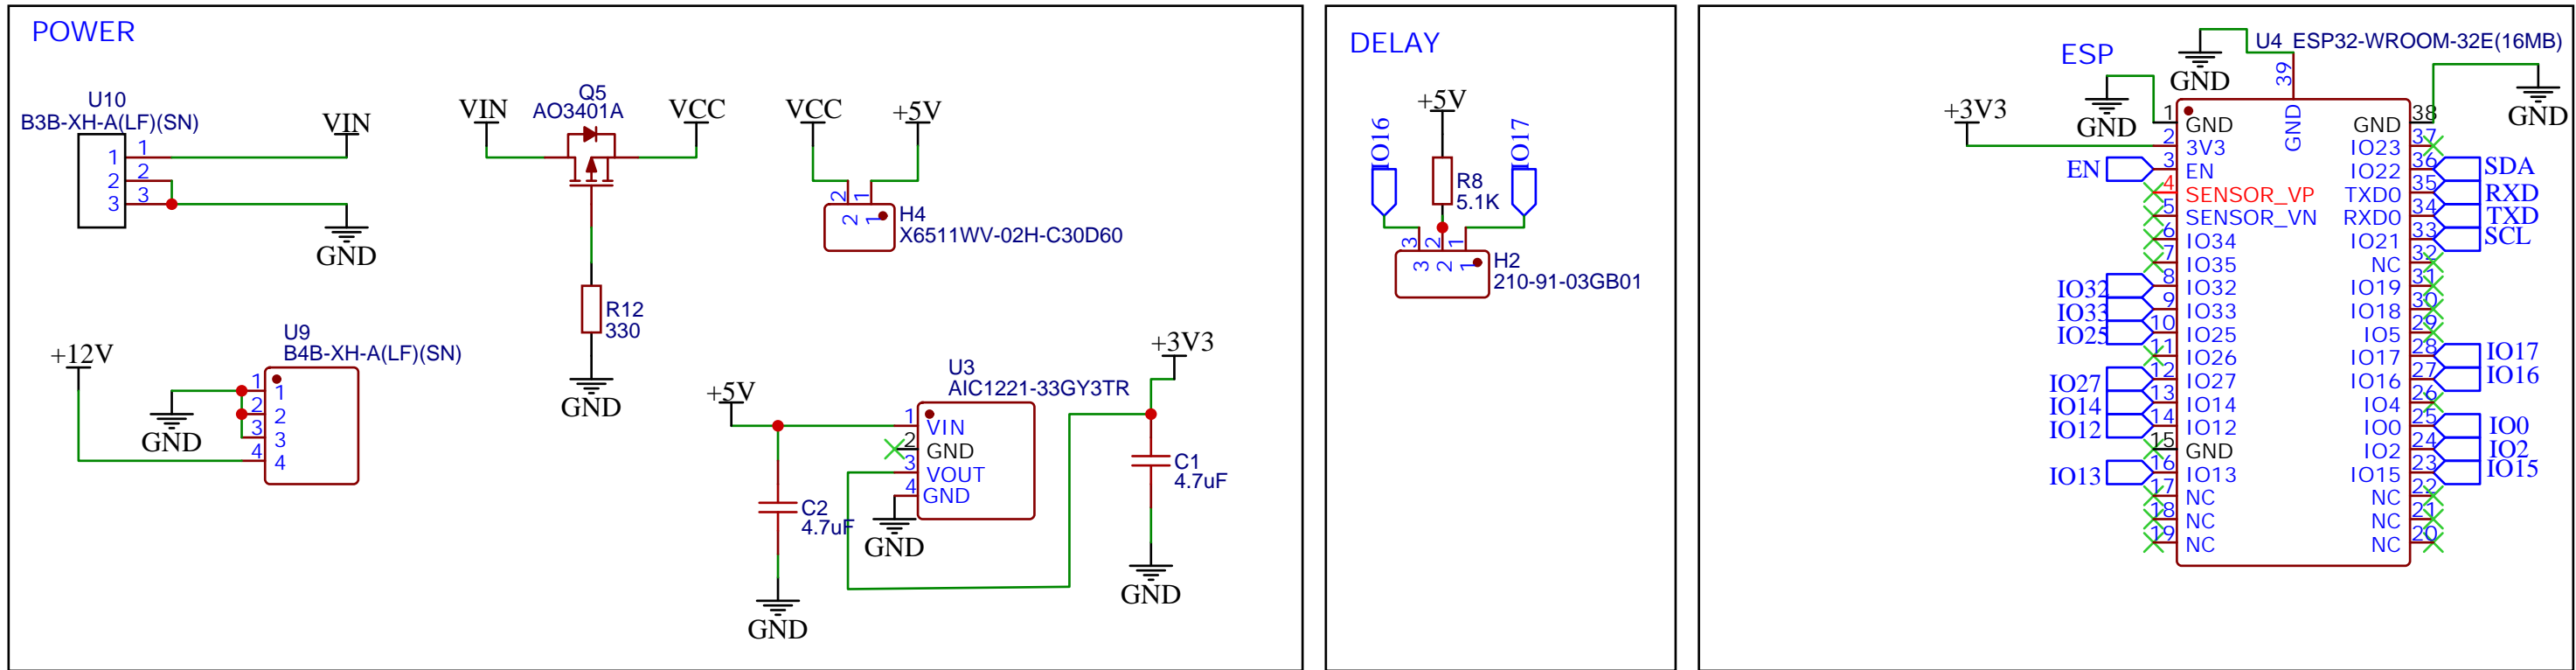 POWER
U10
B3B-XH-A(LF)(SN)
VIN
1 1
2 2
3 3
GND
Q5
AO3401A
VIN
VCC
R12
330
GND
VCC
+5V
2 1
2 1
H4
X6511WV-02H-C30D60
+12V
U9
B4B-XH-A(LF)(SN)
1 1
2 2
3 3
4 4
GND
+5V
U3
AIC1221-33GY3TR
1 VIN
2 GND
3 VOUT
4 GND
GND
C2
4.7uF
GND
+3V3
C1
4.7uF
GND
DELAY
+5V
IO16
IO17
R8
5.1K
3 2 1
3 2 1
H2
210-91-03GB01
ESP
U4 ESP32-WROOM-32E(16MB)
GND
GND
GND
+3V3
39
GND
1 GND
2 3V3
EN 3 EN
4 SENSOR_VP
5 SENSOR_VN
6 IO34
7 IO35
IO32 8 IO32
IO33 9 IO33
IO25 10 IO25
11 IO26
IO27 12 IO27
IO14 13 IO14
IO12 14 IO12
15 GND
IO13 16 IO13
17 NC
18 NC
19 NC
GND 38
IO23 37
IO22 36 SDA
TXD0 35 RXD
RXD0 34 TXD
IO21 33 SCL
NC 32
IO19 31
IO18 30
IO5 29
IO17 28 IO17
IO16 27 IO16
IO4 26
IO0 25 IO0
IO2 24 IO2
IO15 23 IO15
NC 22
NC 21
NC 20